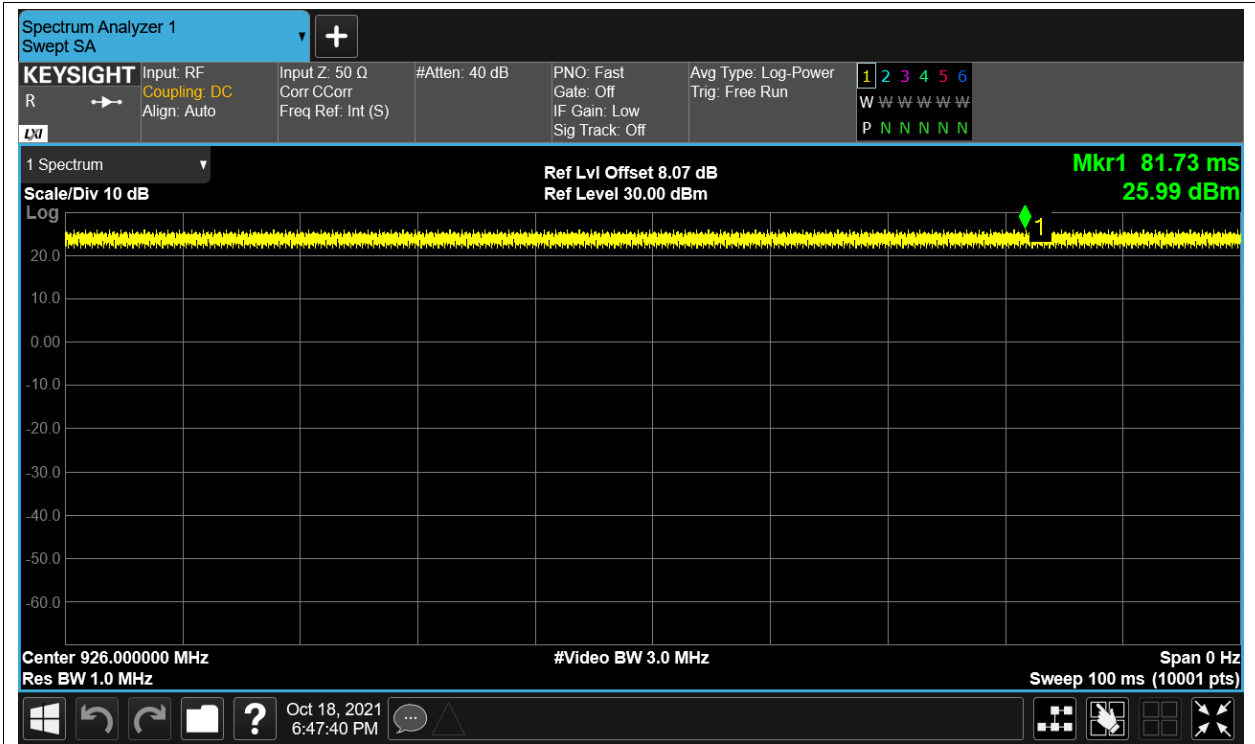 Spectrum Analyzer 1
Swept SA
KEYSIGHT
R
LXI
Input: RF
Coupling: DC
Align: Auto
Input Z: 50 Ω
Corr CCorr
Freq Ref: Int (S)
#Atten: 40 dB
PNO: Fast
Gate: Off
IF Gain: Low
Sig Track: Off
Avg Type: Log-Power
Trig: Free Run
1 2 3 4 5 6
W W W W W W
P N N N N N
1 Spectrum
Scale/Div 10 dB
Ref Lvl Offset 8.07 dB
Ref Level 30.00 dBm
Mkr1 81.73 ms
25.99 dBm
Log
1
20.0
10.0
0.00
-10.0
-20.0
-30.0
-40.0
-50.0
-60.0
Center 926.000000 MHz
#Video BW 3.0 MHz
Span 0 Hz
Res BW 1.0 MHz
Sweep 100 ms (10001 pts)
?
Oct 18, 2021
6:47:40 PM